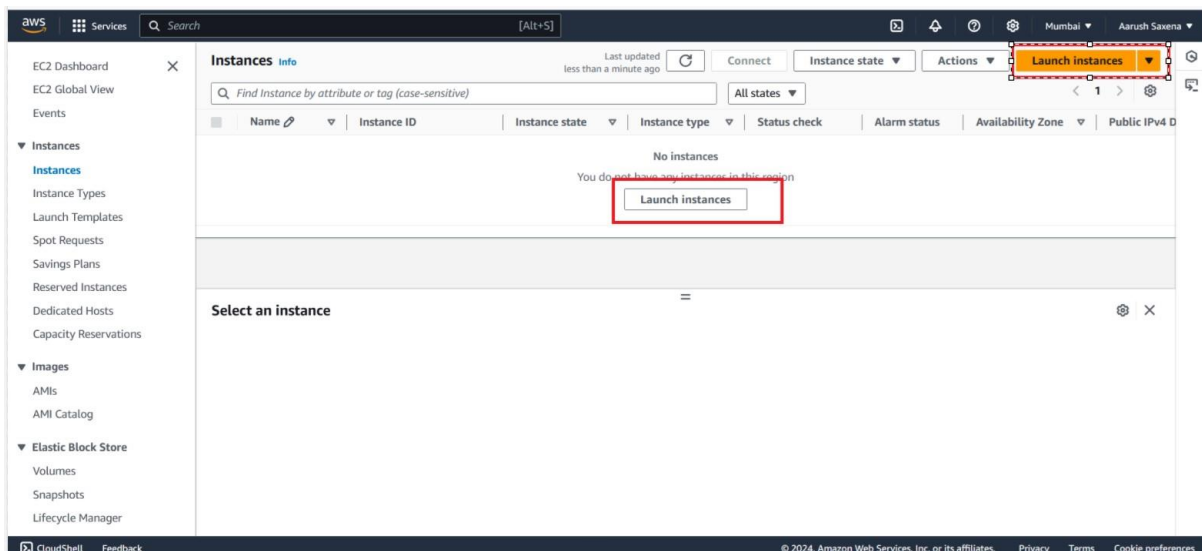 aws Services Search [Alt+S] Mumbai Aarush Saxena
EC2 Dashboard
EC2 Global View
Events
Instances
Instances
Instance Types
Launch Templates
Spot Requests
Savings Plans
Reserved Instances
Dedicated Hosts
Capacity Reservations
Images
AMIs
AMI Catalog
Elastic Block Store
Volumes
Snapshots
Lifecycle Manager
Instances Info
Last updated
less than a minute ago
Connect Instance state Actions Launch instances
Find Instance by attribute or tag (case-sensitive) All states 1
Name Instance ID Instance state Instance type Status check Alarm status Availability Zone Public IPv4 D
No instances
You do not have any instances in this region
Launch instances
Select an instance
CloudShell Feedback © 2024, Amazon Web Services, Inc. or its affiliates. Privacy Terms Cookie preferences